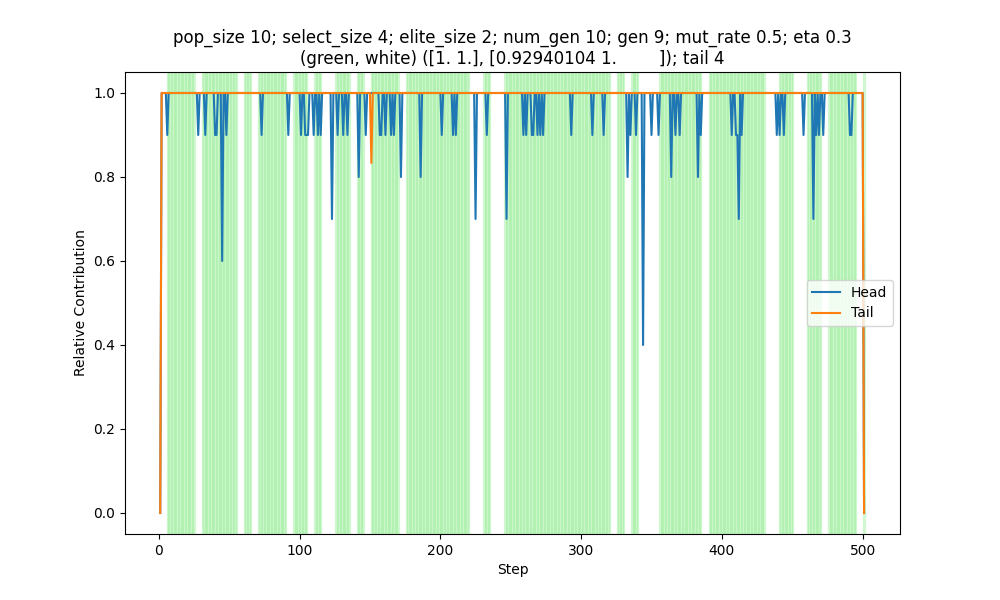 pop_size 10; select_size 4; elite_size 2; num_gen 10; gen 9; mut_rate 0.5; eta 0.3
(green, white) ([1. 1.], [0.92940104 1.         ]); tail 4
1.0
0.8
0.6
0.4
0.2
0.0
Relative Contribution
Head
Tail
0
100
200
300
400
500
Step